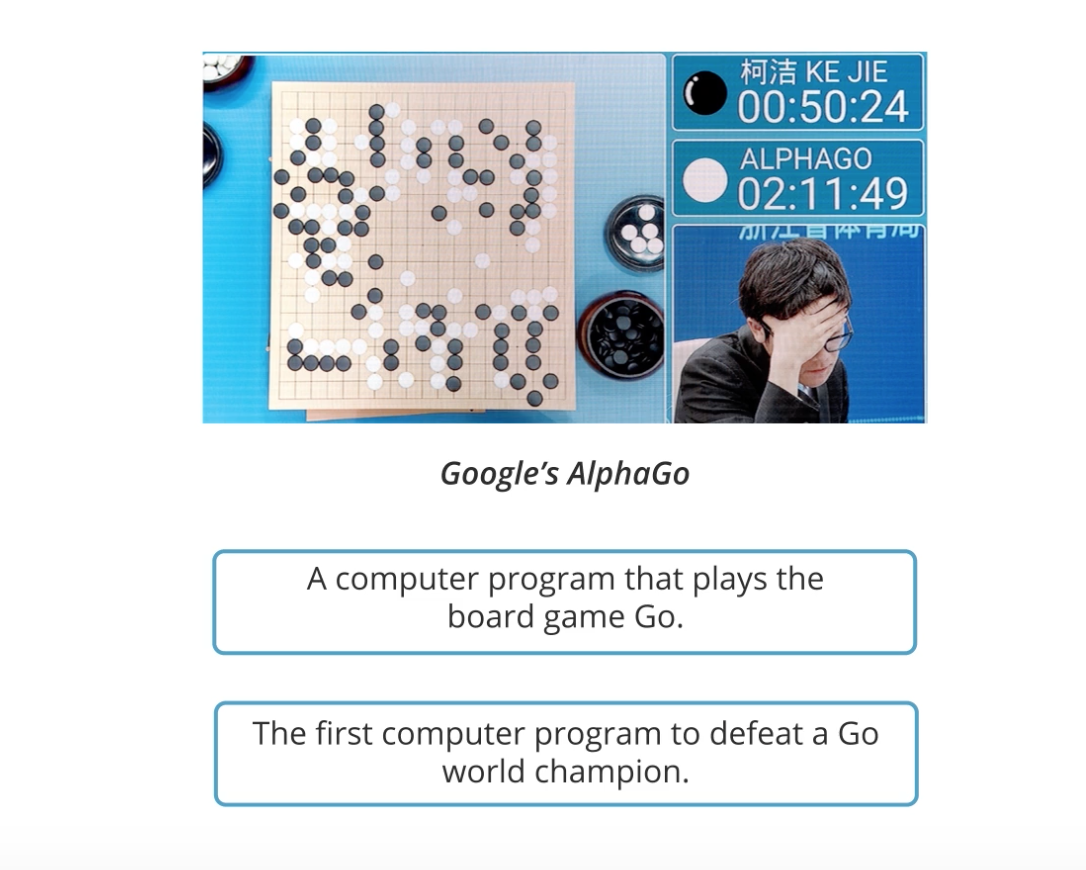 柯洁 KE JIE
00:50:24
ALPHAGO
02:11:49
Google’s AlphaGo
A computer program that plays the
board game Go.
The first computer program to defeat a Go
world champion.